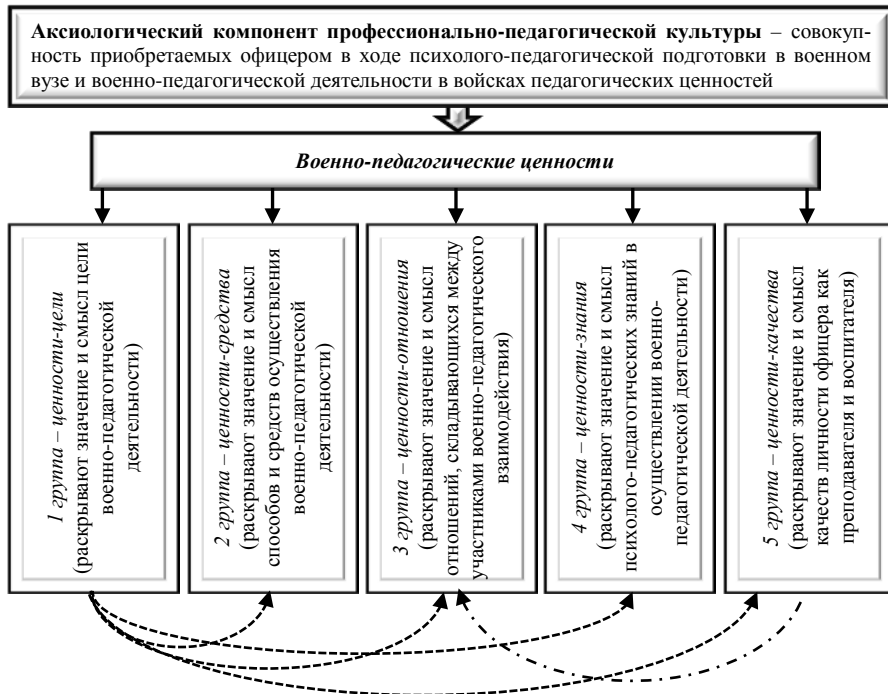 Аксиологический компонент профессионально-педагогической культуры – совокуп-
ность приобретаемых офицером в ходе психолого-педагогической подготовки в военном
вузе и военно-педагогической деятельности в войсках педагогических ценностей
Военно-педагогические ценности
1 группа – ценности-цели
(раскрывают значение и смысл цели
военно-педагогической
деятельности)
2 группа – ценности-средства
(раскрывают значение и смысл
способов и средств осуществления
военно-педагогической
деятельности)
3 группа – ценности-отношения
(раскрывают значение и смысл
отношений, складывающихся между
участниками военно-педагогического
взаимодействия)
4 группа – ценности-знания
(раскрывают значение и смысл
психолого-педагогических знаний в
осуществлении военно-
педагогической деятельности)
5 группа – ценности-качества
(раскрывают значение и смысл
качеств личности офицера как
преподавателя и воспитателя)